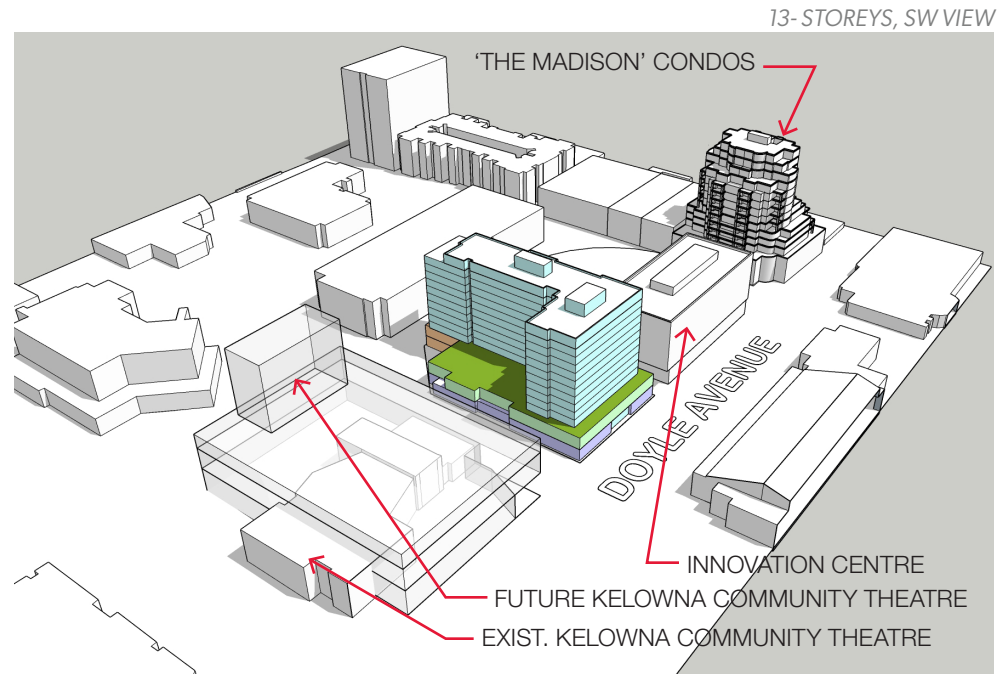 13- STOREYS, SW VIEW
‘THE MADISON’ CONDOS
DOYLE AVENUE
INNOVATION CENTRE
FUTURE KELOWNA COMMUNITY THEATRE
EXIST. KELOWNA COMMUNITY THEATRE